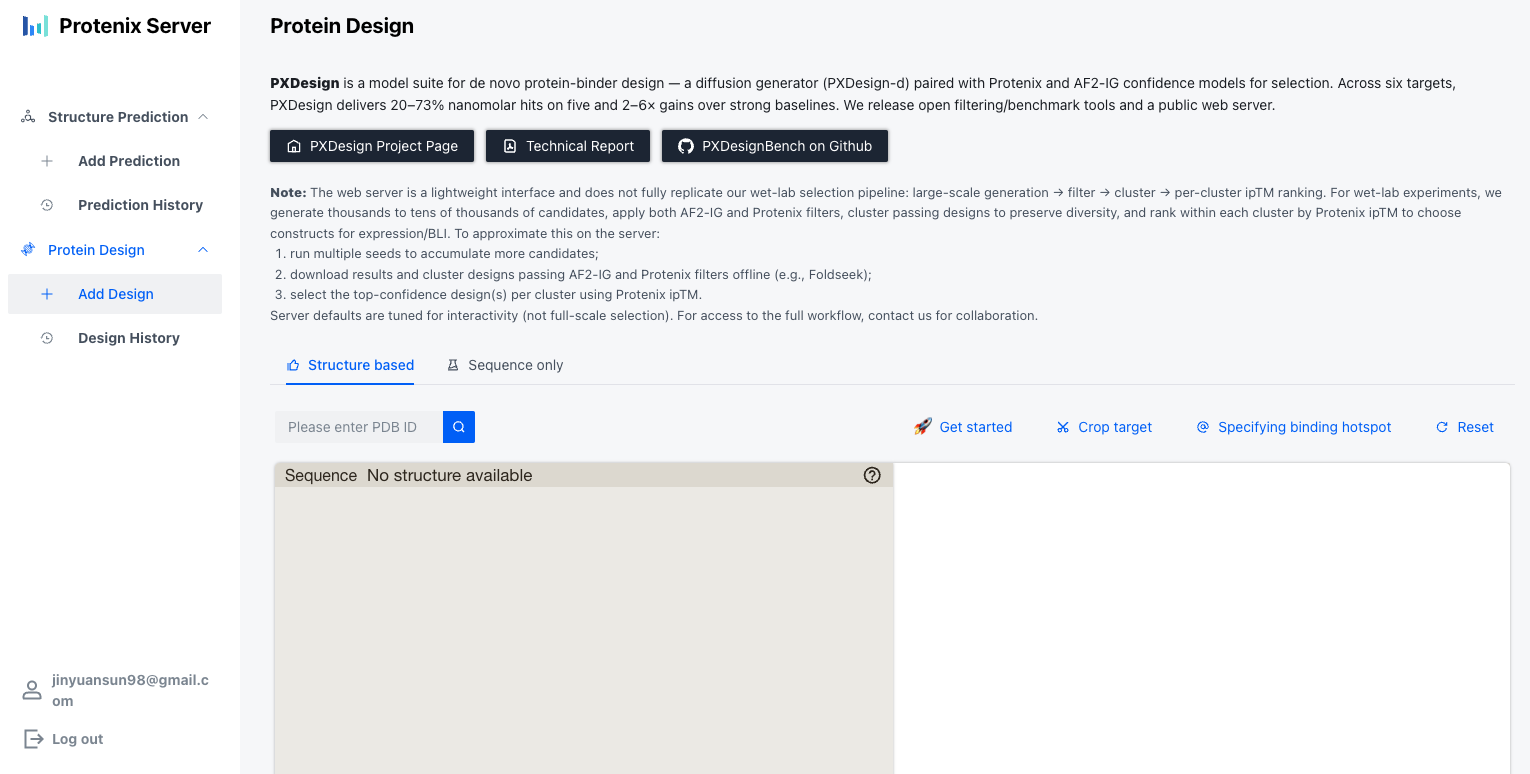 Protenix Server
Structure Prediction
Add Prediction
Prediction History
Protein Design
Add Design
Design History
jinyuansun98@gmail.c
om
Log out
Protein Design
PXDesign is a model suite for de novo protein-binder design — a diffusion generator (PXDesign-d) paired with Protenix and AF2-IG confidence models for selection. Across six targets,
PXDesign delivers 20–73% nanomolar hits on five and 2–6× gains over strong baselines. We release open filtering/benchmark tools and a public web server.
PXDesign Project Page Technical Report PXDesignBench on Github
Note: The web server is a lightweight interface and does not fully replicate our wet-lab selection pipeline: large-scale generation → filter → cluster → per-cluster ipTM ranking. For wet-lab experiments, we
generate thousands to tens of thousands of candidates, apply both AF2-IG and Protenix filters, cluster passing designs to preserve diversity, and rank within each cluster by Protenix ipTM to choose
constructs for expression/BLI. To approximate this on the server:
1. run multiple seeds to accumulate more candidates;
2. download results and cluster designs passing AF2-IG and Protenix filters offline (e.g., Foldseek);
3. select the top-confidence design(s) per cluster using Protenix ipTM.
Server defaults are tuned for interactivity (not full-scale selection). For access to the full workflow, contact us for collaboration.
Structure based Sequence only
Please enter PDB ID Get started Crop target Specifying binding hotspot Reset
Sequence No structure available